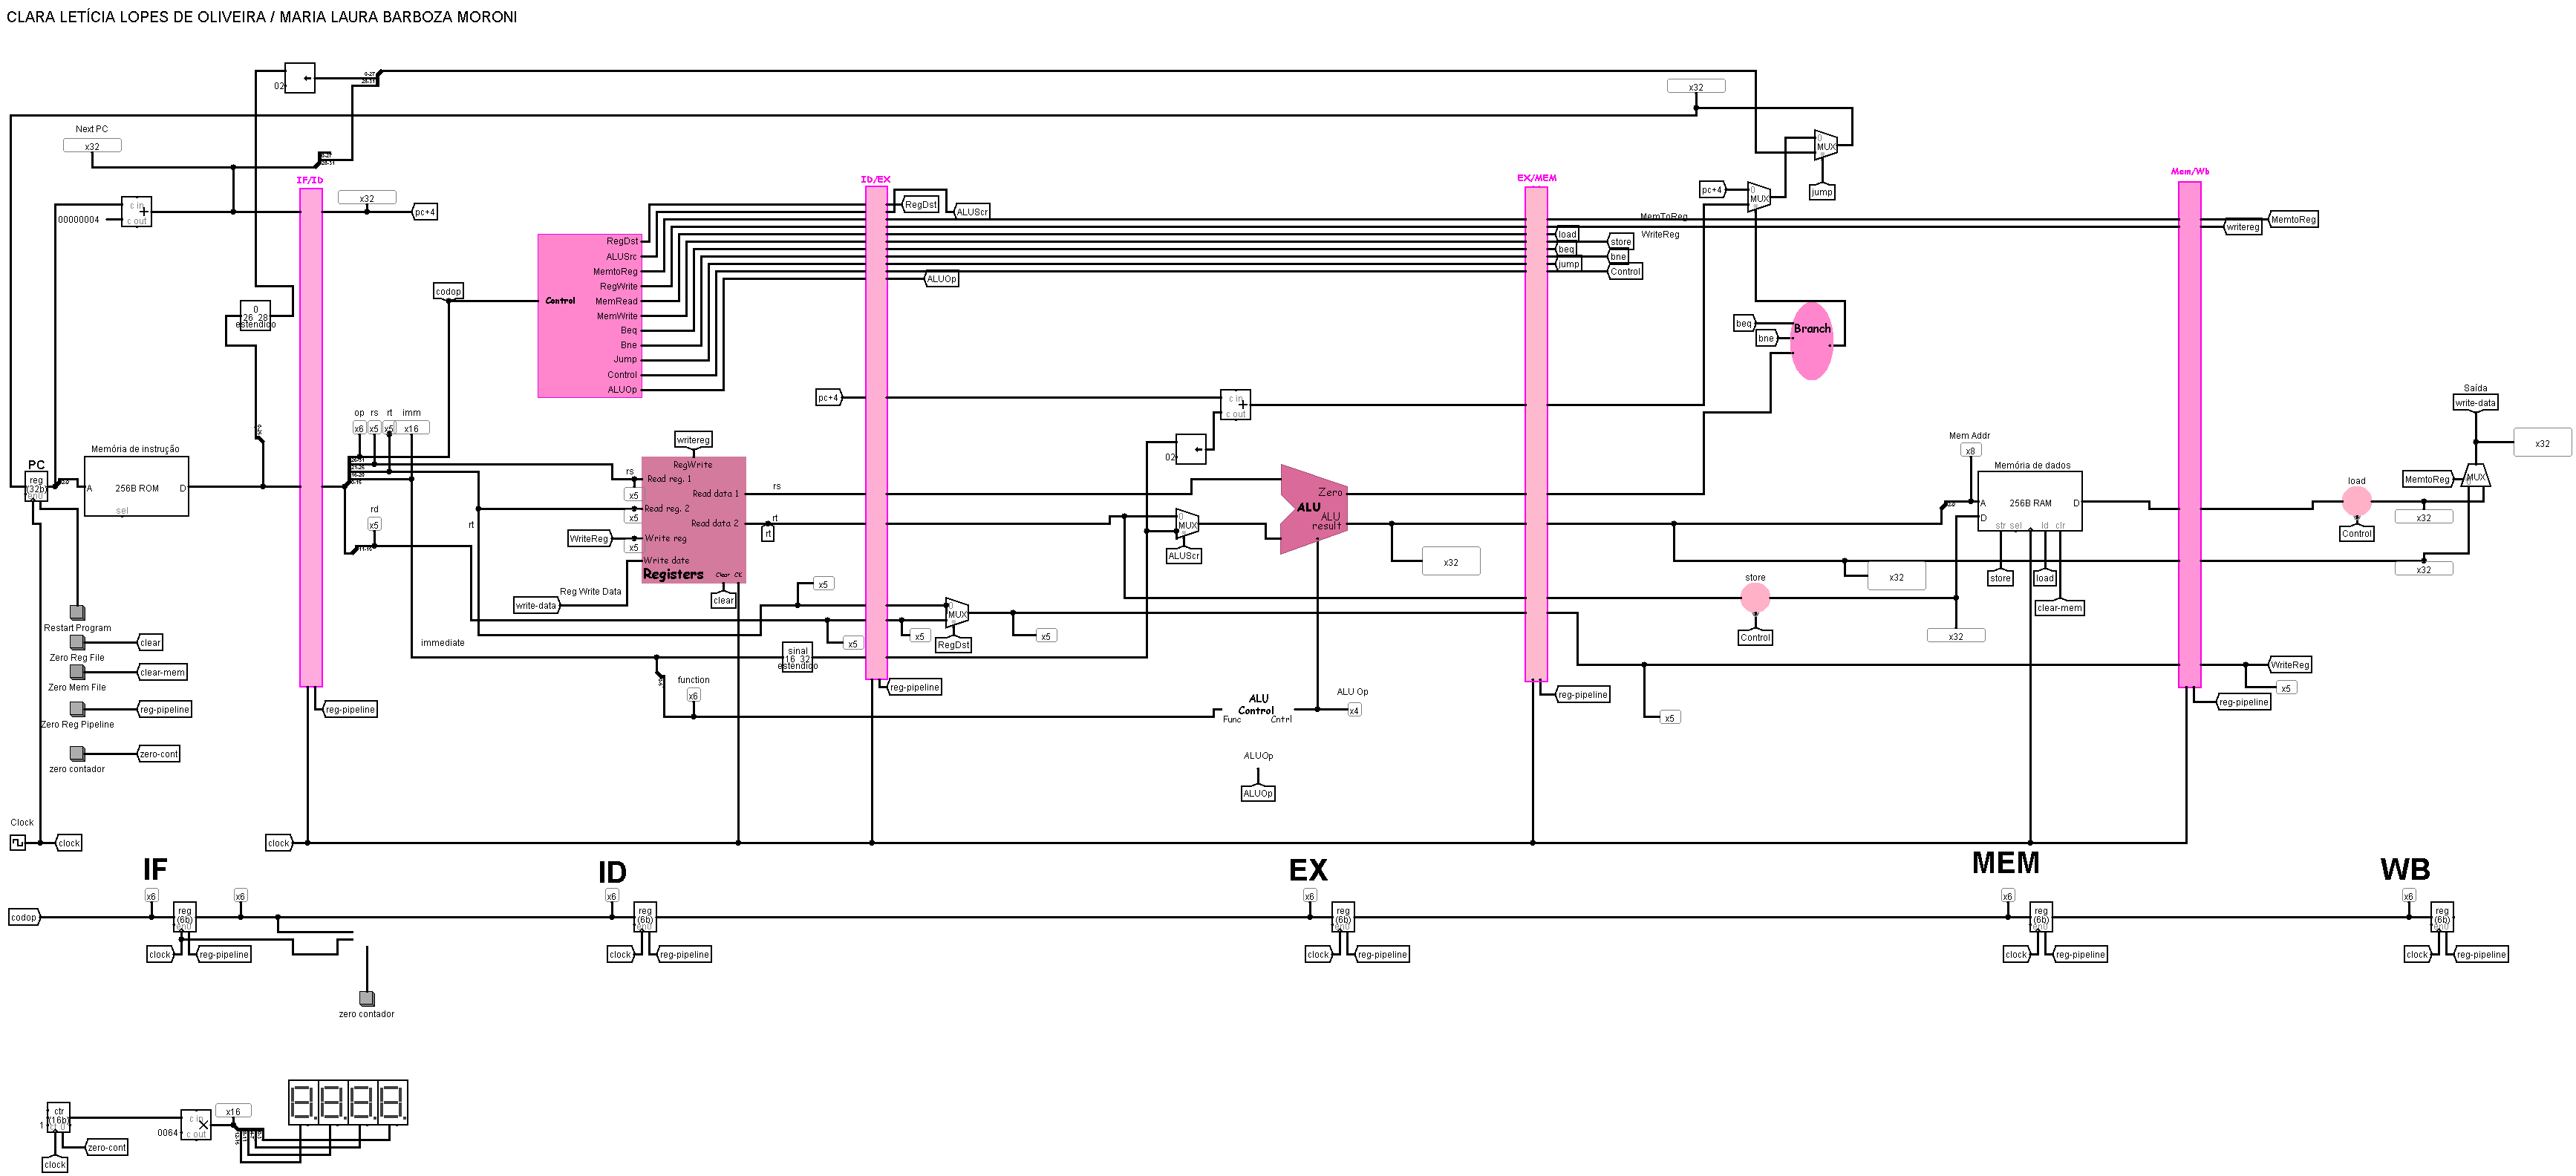 CLARA LETÍCIA LOPES DE OLIVEIRA / MARIA LAURA BARBOZA MORONI
02
0-27
28-31
x32
Next PC
x32
MUX
jump
IF/Ib
x32
pc+4
c in
+
c out
00000004
Ib/EX
RegDst
ALUScr
EX/MEM
pc+4
0
MUX
Mem/Wb
MemToReg
WriteReg
MemtoReg
writereg
load
store
beq
bne
jump
Control
ALUOp
codop
Control
RegDst
ALUSrc
MemtoReg
RegWrite
MemRead
MemWrite
Beq
Bne
Jump
Control
ALUOp
0
26 28
estendido
beq
bne
Branch
pc+4
c in
+
c out
02
op rs rt imm
x6 x5 x5 x16
writereg
Saída
write-data
x32
Mem Addr
x8
Memória de instrução
PC
reg
(32b)
A
256B ROM
D
sel
RegWrite
Read reg. 1
Read data 1
Read reg. 2
Read data 2
Write reg
Write date
Registers
Clear CK
rs
x5
x5
x5
WriteReg
rd
x5
rt
rs
rt
rt
clear
Reg Write Data
write-data
x5
0
MUX
RegDst
x5
x5
x5
immediate
sinal
16 32
estendido
function
x6
0
MUX
ALUScr
Zero
ALU
ALU
result
x32
store
Control
Memória de dados
A
256B RAM
D
D
str sel
ld clr
store
load
clear-mem
x32
x32
load
Control
x32
x32
MemtoReg
MUX
WriteReg
x5
x5
Restart Program
clear
Zero Reg File
clear-mem
Zero Mem File
reg-pipeline
Zero Reg Pipeline
zero-cont
zero contador
reg-pipeline
reg-pipeline
reg-pipeline
reg-pipeline
ALU
Control
Func
Cntrl
ALU Op
x4
ALUOp
ALUOp
Clock
clock
clock
IF
ID
EX
MEM
WB
codop
x6
x6
x6
x6
x6
x6
reg
(6b)
reg
(6b)
reg
(6b)
reg
(6b)
reg
(6b)
clock
reg-pipeline
clock
reg-pipeline
clock
reg-pipeline
clock
reg-pipeline
clock
reg-pipeline
zero contador
ctr
(16b)
1
zero-cont
clock
c in
×
c out
0064
x16